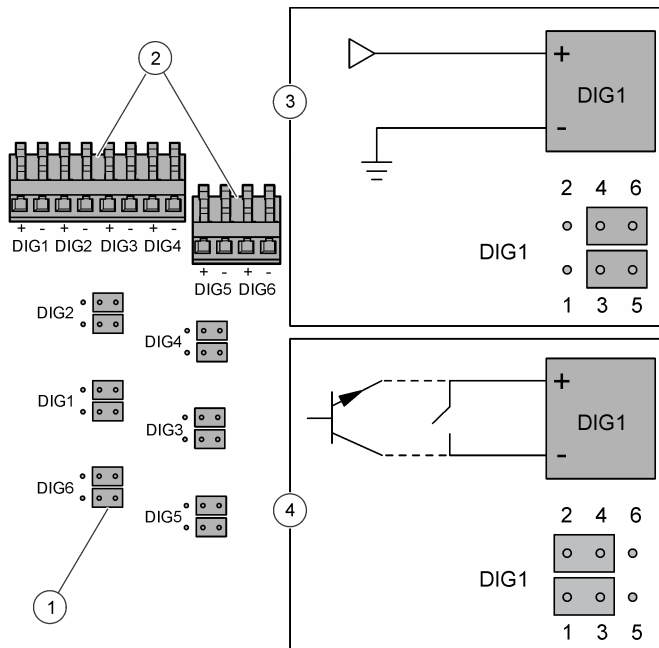 2
+ - + - + - + -
DIG1 DIG2 DIG3 DIG4
+ - + -
DIG5 DIG6
DIG2
DIG4
DIG1
DIG3
DIG6
DIG5
1
3
+
DIG1
-
2 4 6
DIG1
1 3 5
4
+
DIG1
-
2 4 6
DIG1
1 3 5